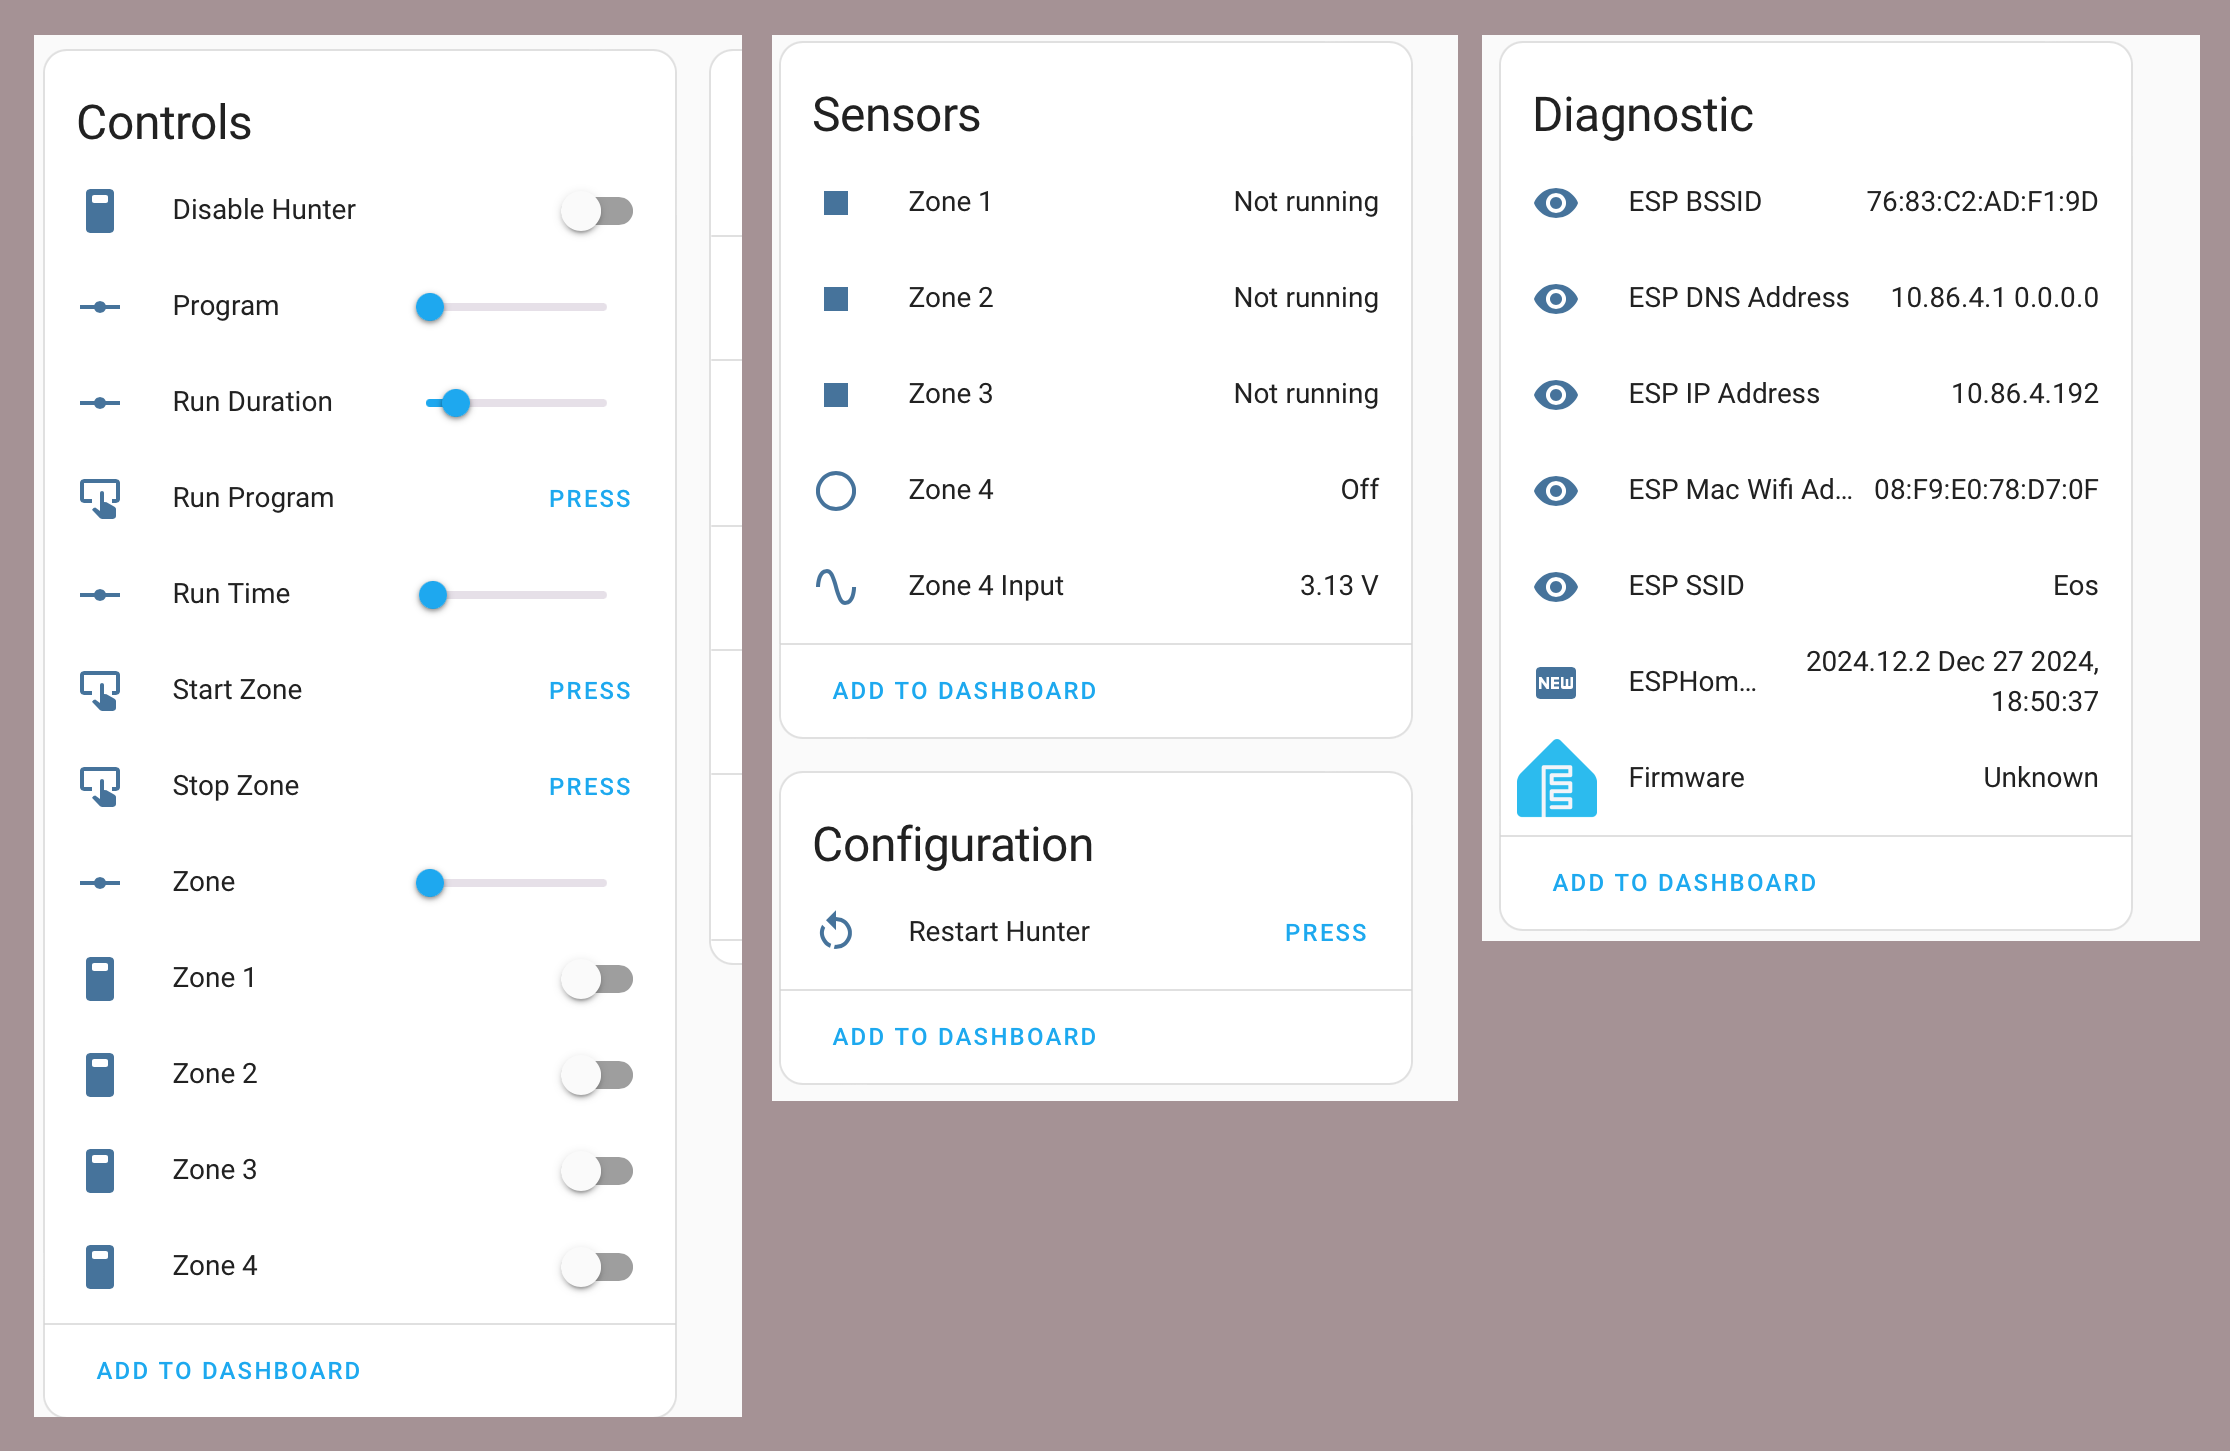 Controls
Disable Hunter
Program
Run Duration
Run Program PRESS
Run Time
Start Zone PRESS
Stop Zone PRESS
Zone
Zone 1
Zone 2
Zone 3
Zone 4
ADD TO DASHBOARD
Sensors
Zone 1 Not running
Zone 2 Not running
Zone 3 Not running
Zone 4 Off
Zone 4 Input 3.13 V
ADD TO DASHBOARD
Configuration
Restart Hunter PRESS
ADD TO DASHBOARD
Diagnostic
ESP BSSID 76:83:C2:AD:F1:9D
ESP DNS Address 10.86.4.1 0.0.0.0
ESP IP Address 10.86.4.192
ESP Mac Wifi Ad... 08:F9:E0:78:D7:0F
ESP SSID Eos
NEW ESPHom... 2024.12.2 Dec 27 2024,
18:50:37
Firmware Unknown
ADD TO DASHBOARD